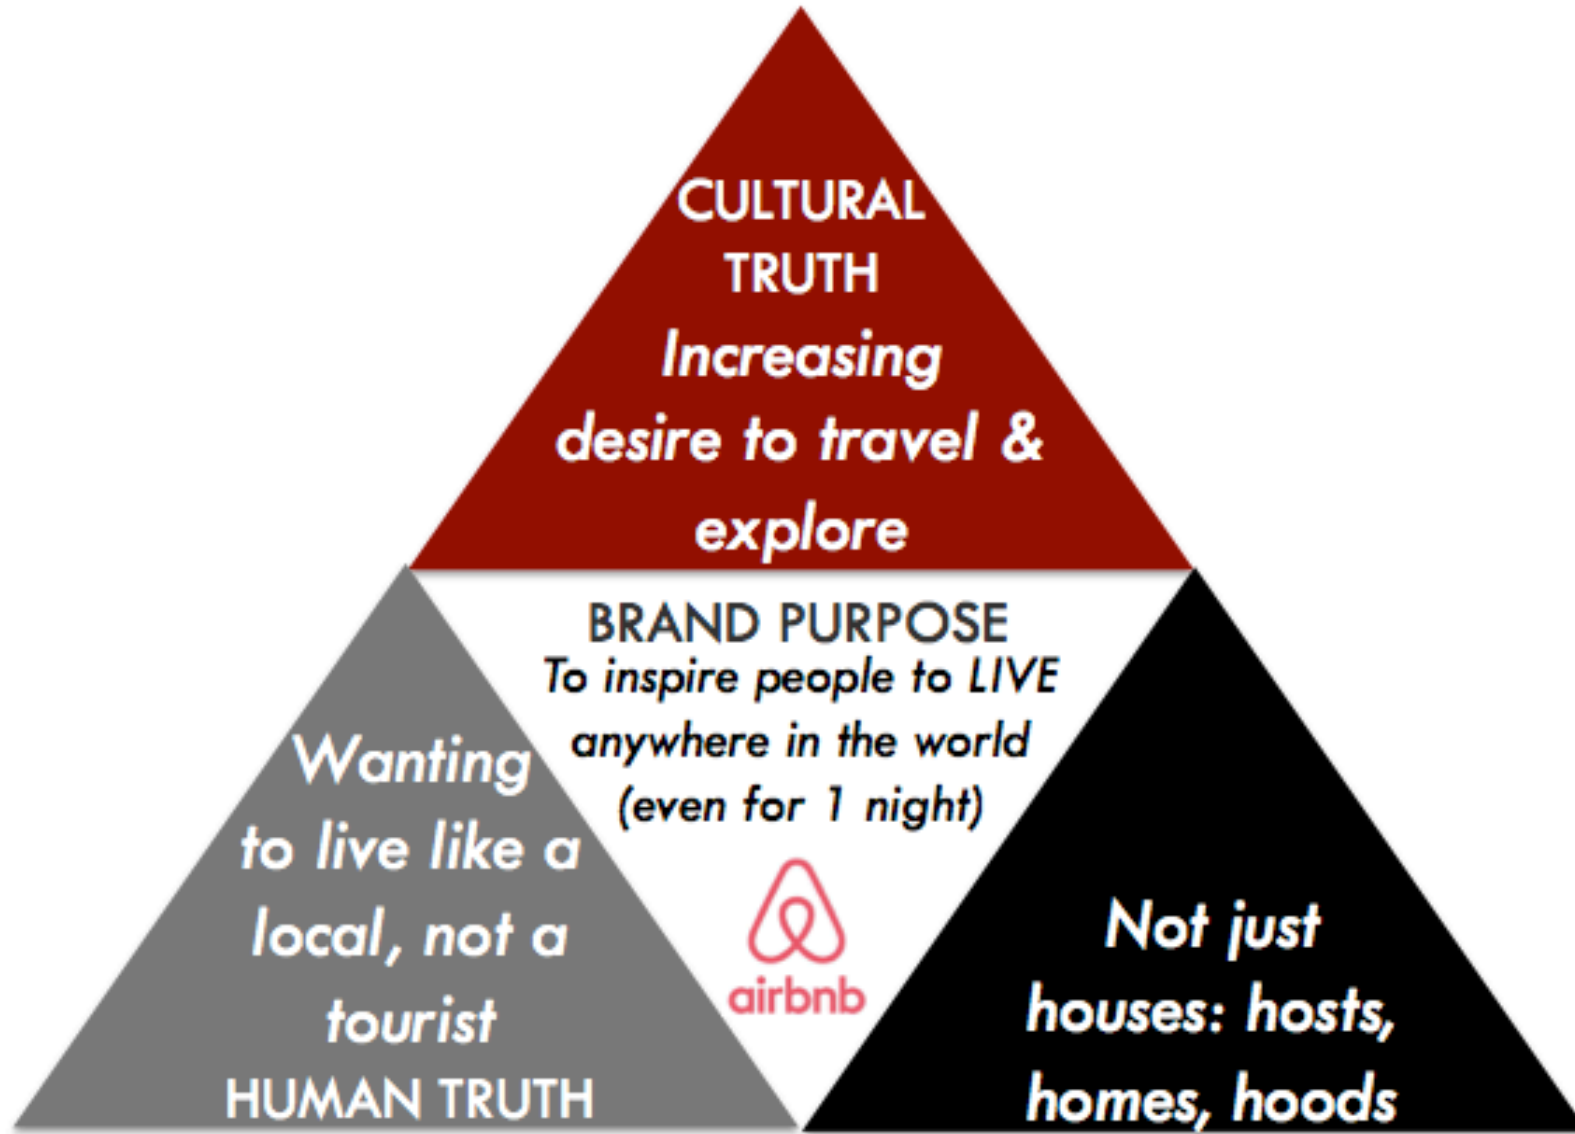 CULTURAL
TRUTH
Increasing
desire to travel &
explore
BRAND PURPOSE
To inspire people to LIVE
anywhere in the world
(even for 1 night)
airbnb
Wanting
to live like a
local, not a
tourist
HUMAN TRUTH
Not just
houses: hosts,
homes, hoods